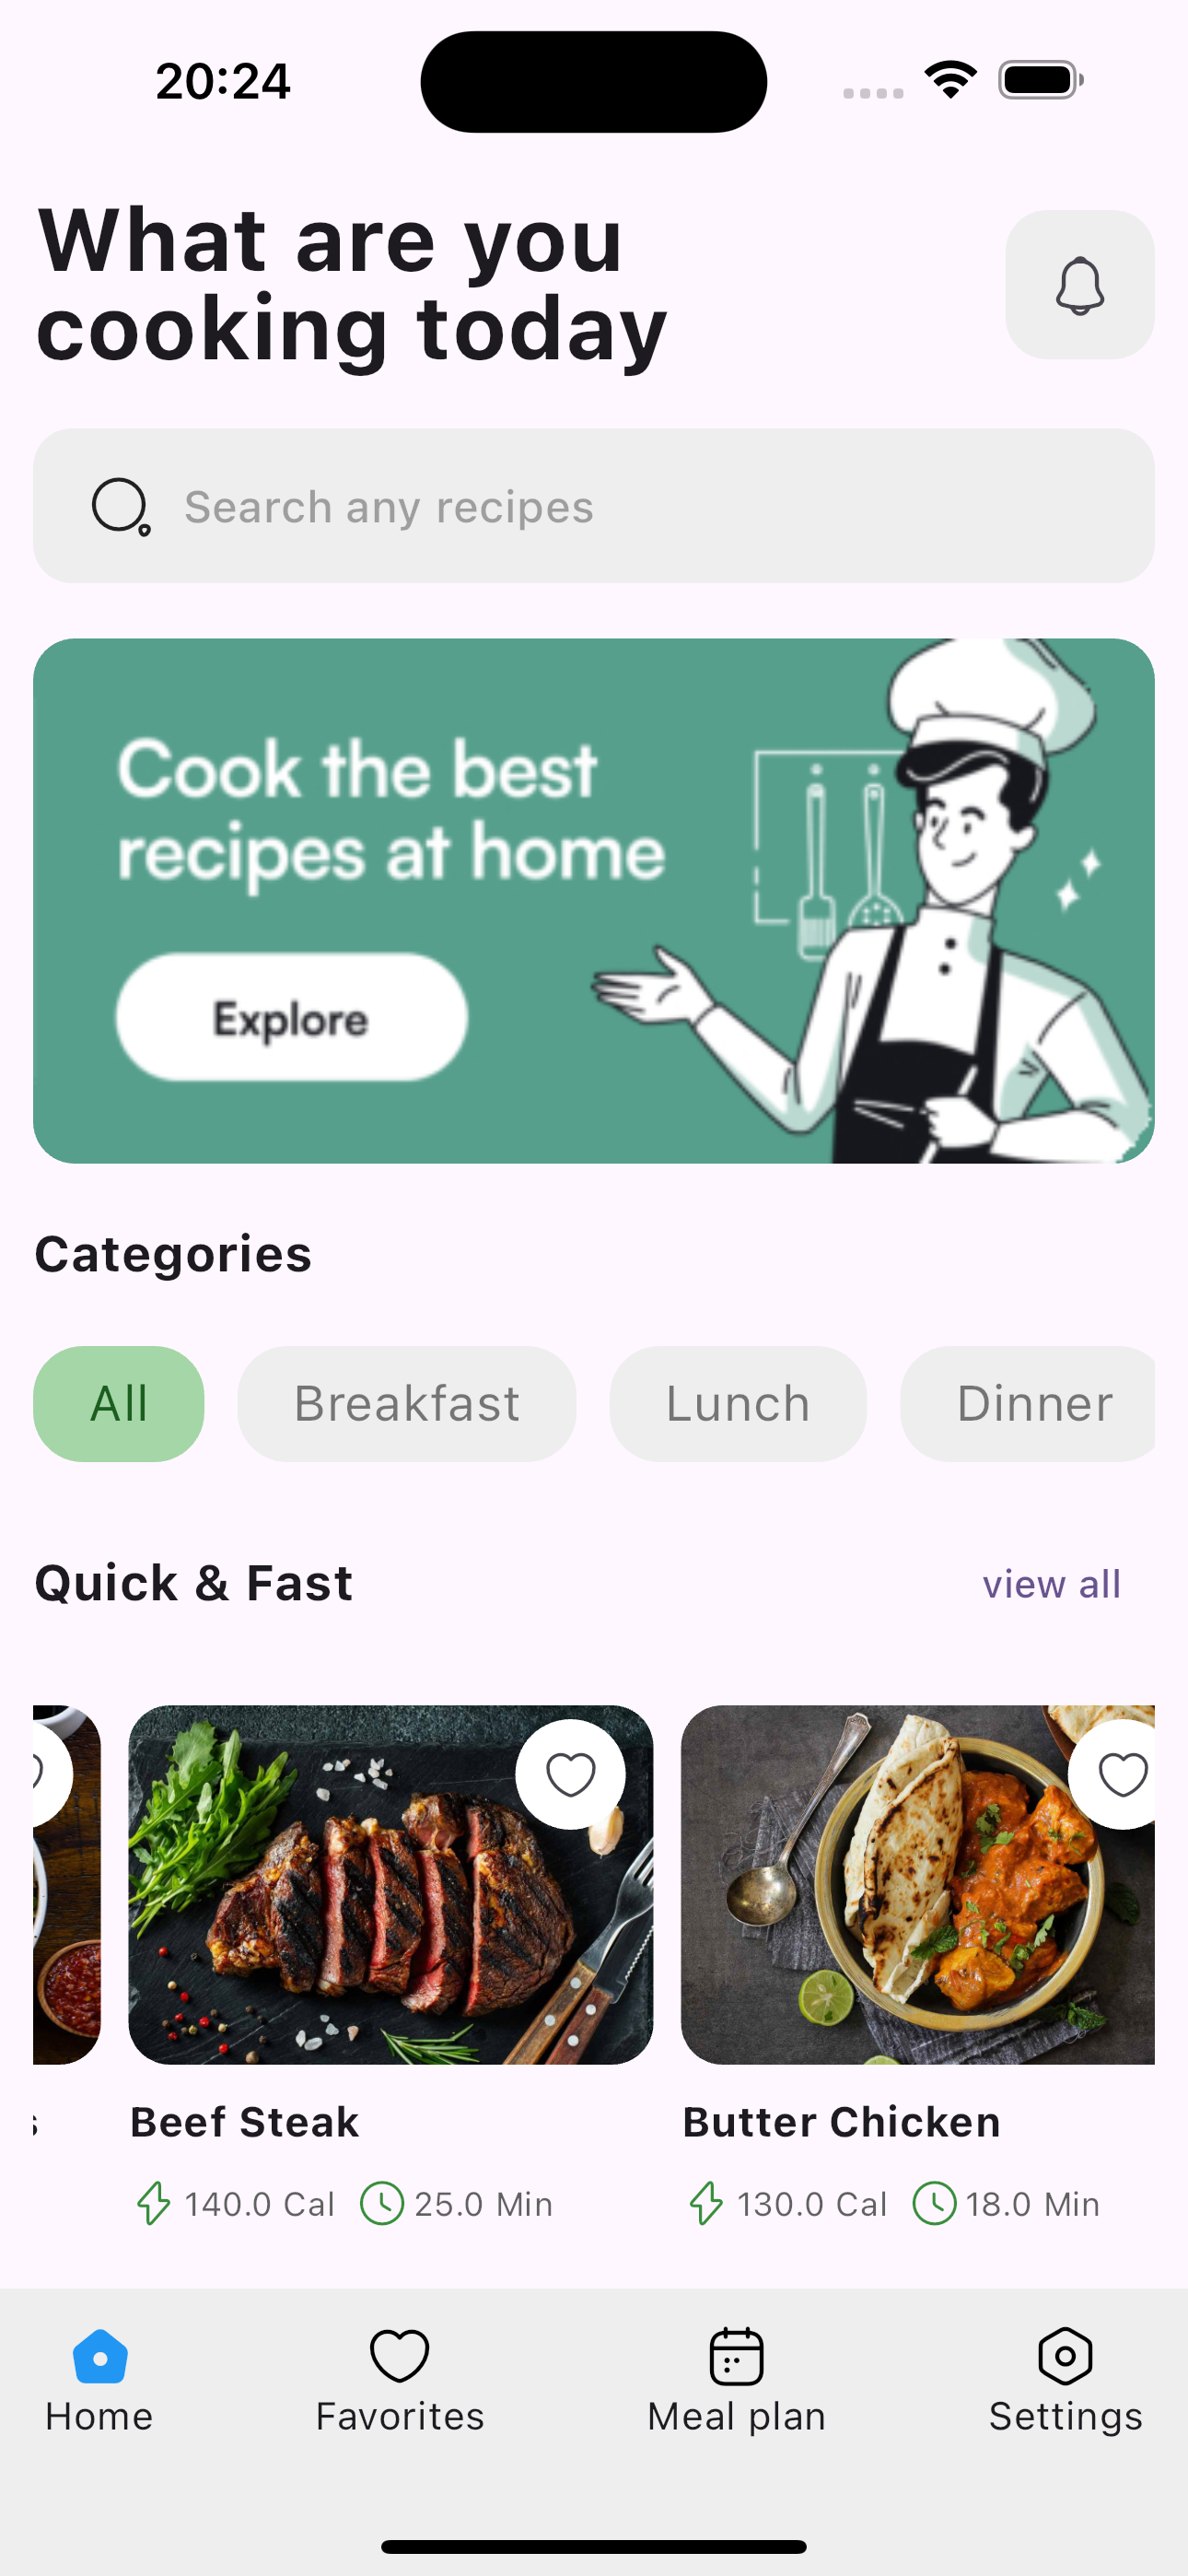 20:24
What are you
cooking today
Search any recipes
Cook the best
recipes at home
Explore
Categories
All
Breakfast
Lunch
Dinner
Quick & Fast
view all
s
Beef Steak
Butter Chicken
140.0 Cal
25.0 Min
130.0 Cal
18.0 Min
Home
Favorites
Meal plan
Settings